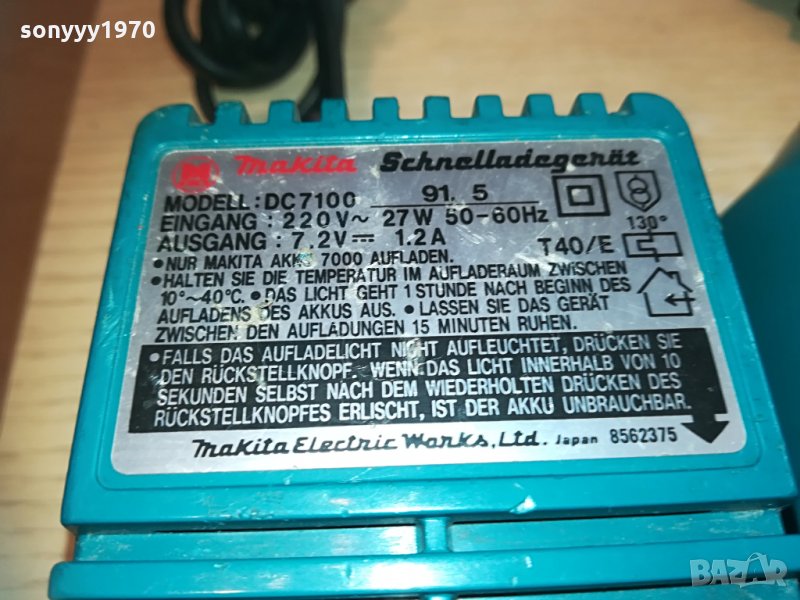 sonyyy1970
Makita Schnelladegerät
MODELL: DC7100 91. 5
EINGANG: 220V~ 27W 50-60Hz
130°
AUSGANG: 7.2V⎓ 1.2A
T40/E
• NUR MAKITA AKKU 7000 AUFLADEN.
• HALTEN SIE DIE TEMPERATUR IM AUFLADERAUM ZWISCHEN
10°~40°C. • DAS LICHT GEHT 1 STUNDE NACH BEGINN DES
AUFLADENS DES AKKUS AUS. • LASSEN SIE DAS GERÄT
ZWISCHEN DEN AUFLADUNGEN 15 MINUTEN RUHEN.
• FALLS DAS AUFLADELICHT NICHT AUFLEUCHTET, DRÜCKEN SIE
DEN RÜCKSTELLKNOPF. WENN DAS LICHT INNERHALB VON 10
SEKUNDEN SELBST NACH DEM WIEDERHOLTEN DRÜCKEN DES
RÜCKSTELLKNOPFES ERLISCHT, IST DER AKKU UNBRAUCHBAR.
Makita Electric Works, Ltd. Japan 8562375
BAZAR
bg